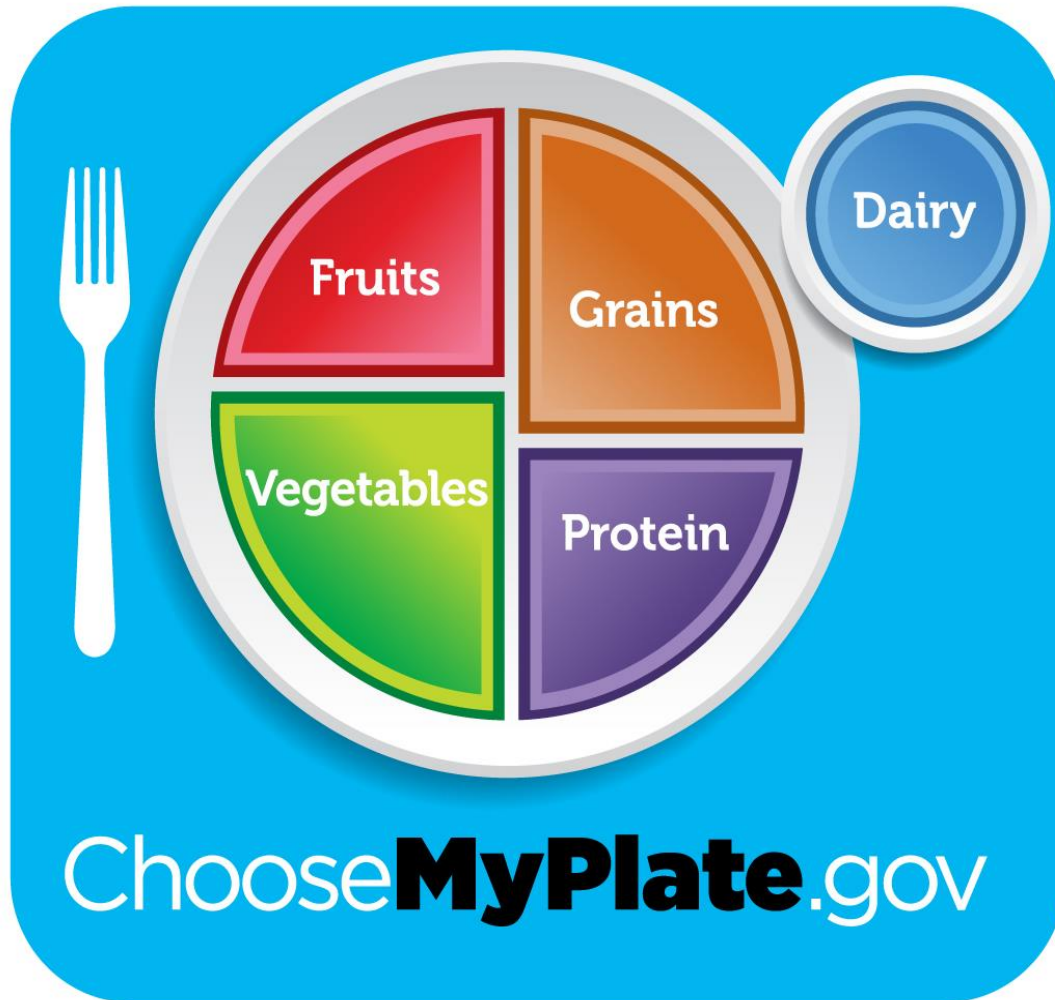 Dairy
Fruits
Grains
Vegetables
Protein
ChooseMyPlate.gov